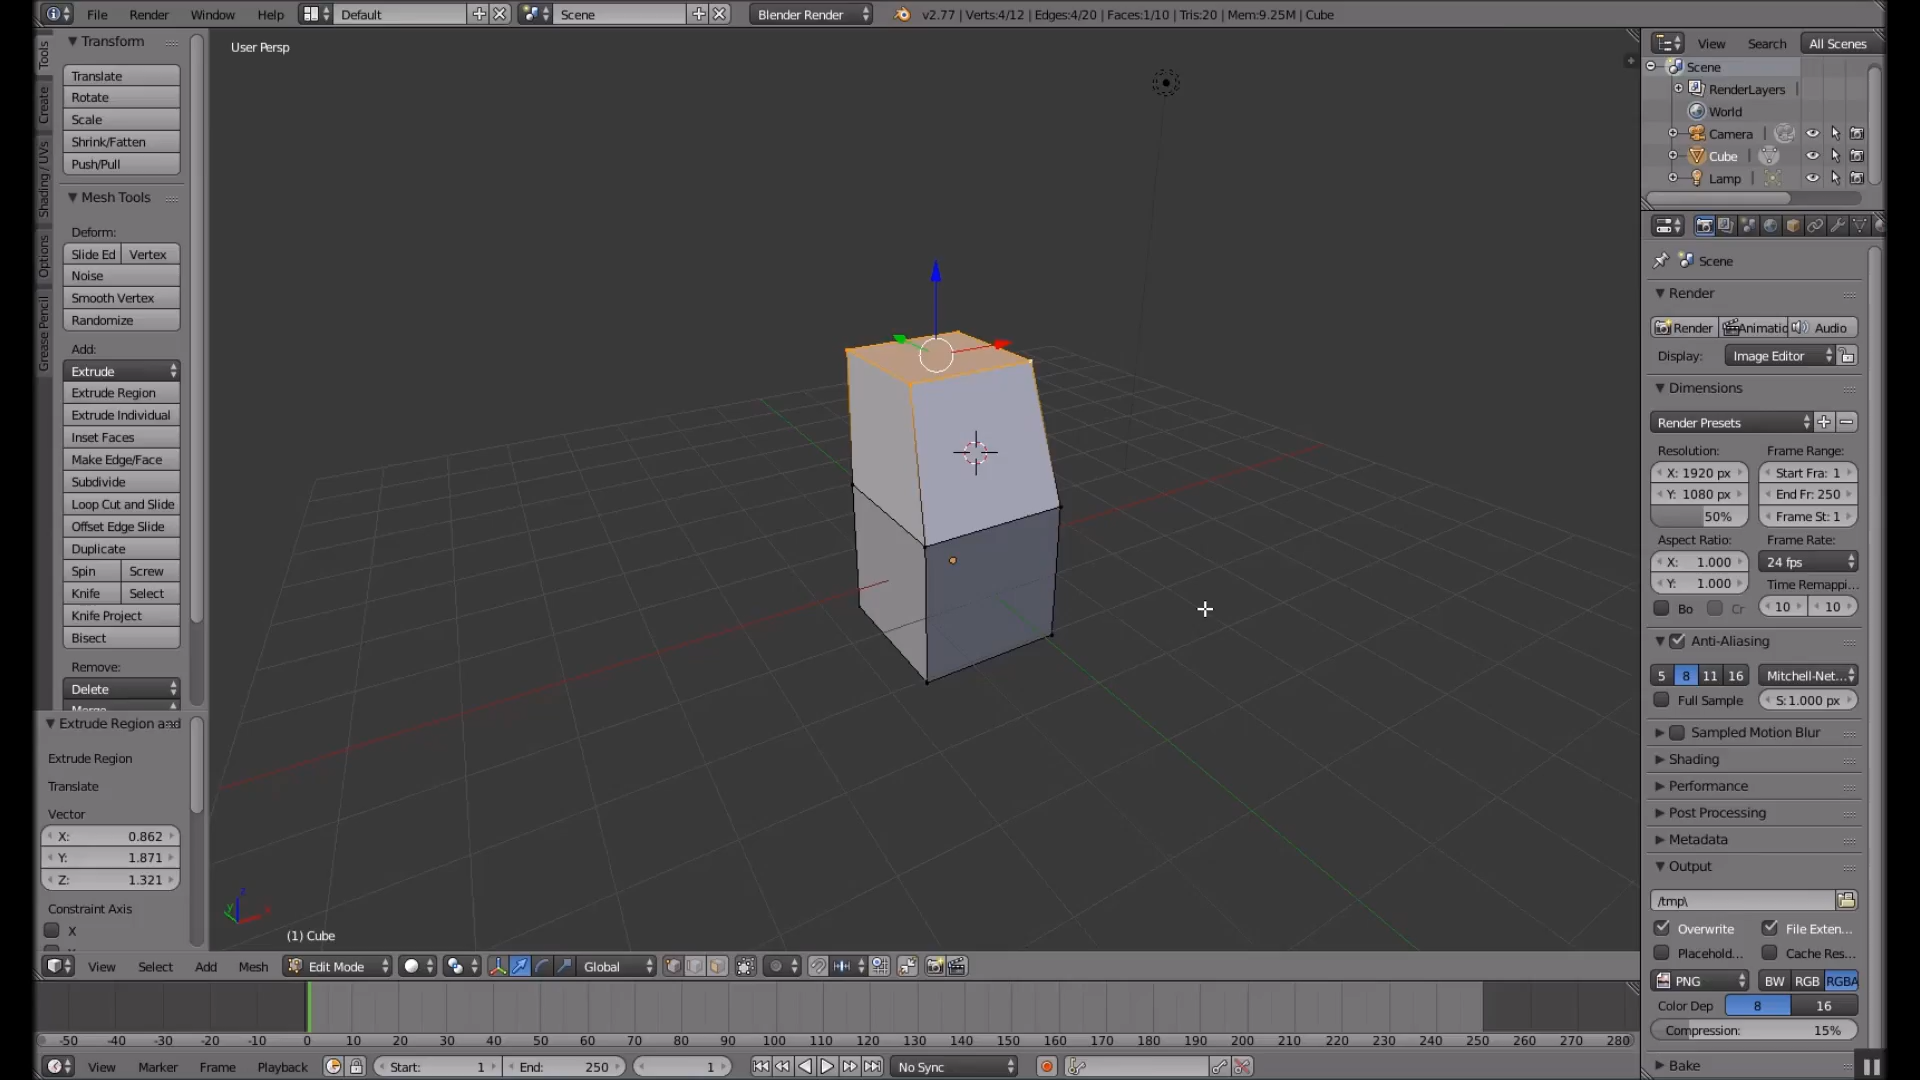 File Render Window Help Default Scene Blender Render v2.77 | Verts:4/12 | Edges:4/20 | Faces:1/10 | Tris:20 | Mem:9.25M | Cube
Tools
Create
Shading / UVs
Options
Grease Pencil
Transform
Translate
Rotate
Scale
Shrink/Fatten
Push/Pull
Mesh Tools
Deform:
Slide Ed Vertex
Noise
Smooth Vertex
Randomize
Add:
Extrude
Extrude Region
Extrude Individual
Inset Faces
Make Edge/Face
Subdivide
Loop Cut and Slide
Offset Edge Slide
Duplicate
Spin Screw
Knife Select
Knife Project
Bisect
Remove:
Delete
Merge
Extrude Region and
Extrude Region
Translate
Vector
X: 0.862
Y: 1.871
Z: 1.321
Constraint Axis
X
User Persp
(1) Cube
View Select Add Mesh Edit Mode Global
-50 -40 -30 -20 -10 0 10 20 30 40 50 60 70 80 90 100 110 120 130 140 150 160 170 180 190 200 210 220 230 240 250 260 270 280
View Marker Frame Playback Start: 1 End: 250 1 No Sync
View Search All Scenes
Scene
RenderLayers
World
Camera
Cube
Lamp
Scene
Render
Render Animatic Audio
Display: Image Editor
Dimensions
Render Presets
Resolution: Frame Range:
X: 1920 px Start Fra: 1
Y: 1080 px End Fr: 250
50% Frame St: 1
Aspect Ratio: Frame Rate:
X: 1.000 24 fps
Y: 1.000 Time Remappi...
Bo Cr 10 10
Anti-Aliasing
5 8 11 16 Mitchell-Net...
Full Sample S:1.000 px
Sampled Motion Blur
Shading
Performance
Post Processing
Metadata
Output
/tmp\
Overwrite File Exten...
Placehold... Cache Res...
PNG BW RGB RGBA
Color Dep 8 16
Compression: 15%
Bake